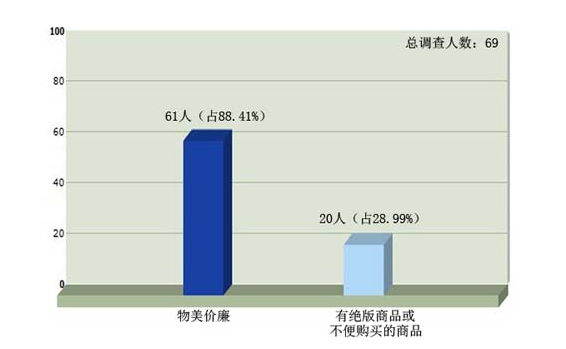 100
总调查人数：69
80
61人（占88.41%）
60
40
20人（占28.99%）
20
0
物美价廉
有绝版商品或
不便购买的商品